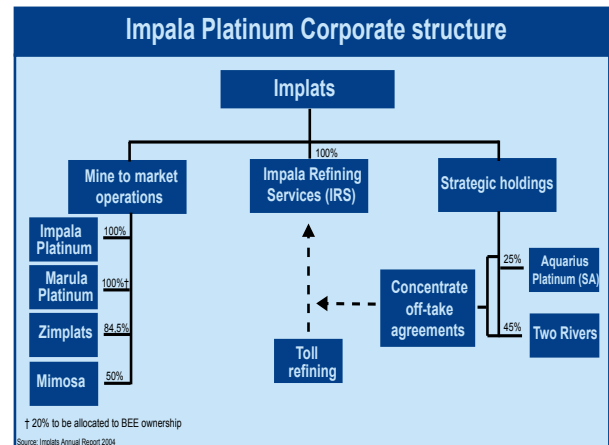 Impala Platinum Corporate structure
Implats
100%
Mine to market
operations
Impala Refining
Services (IRS)
Strategic holdings
Impala
Platinum
100%
Marula
Platinum
100%†
Zimplats
84.5%
Mimosa
50%
Concentrate
off-take
agreements
Toll
refining
25%
Aquarius
Platinum (SA)
45%
Two Rivers
† 20% to be allocated to BEE ownership
Source: Implats Annual Report 2004